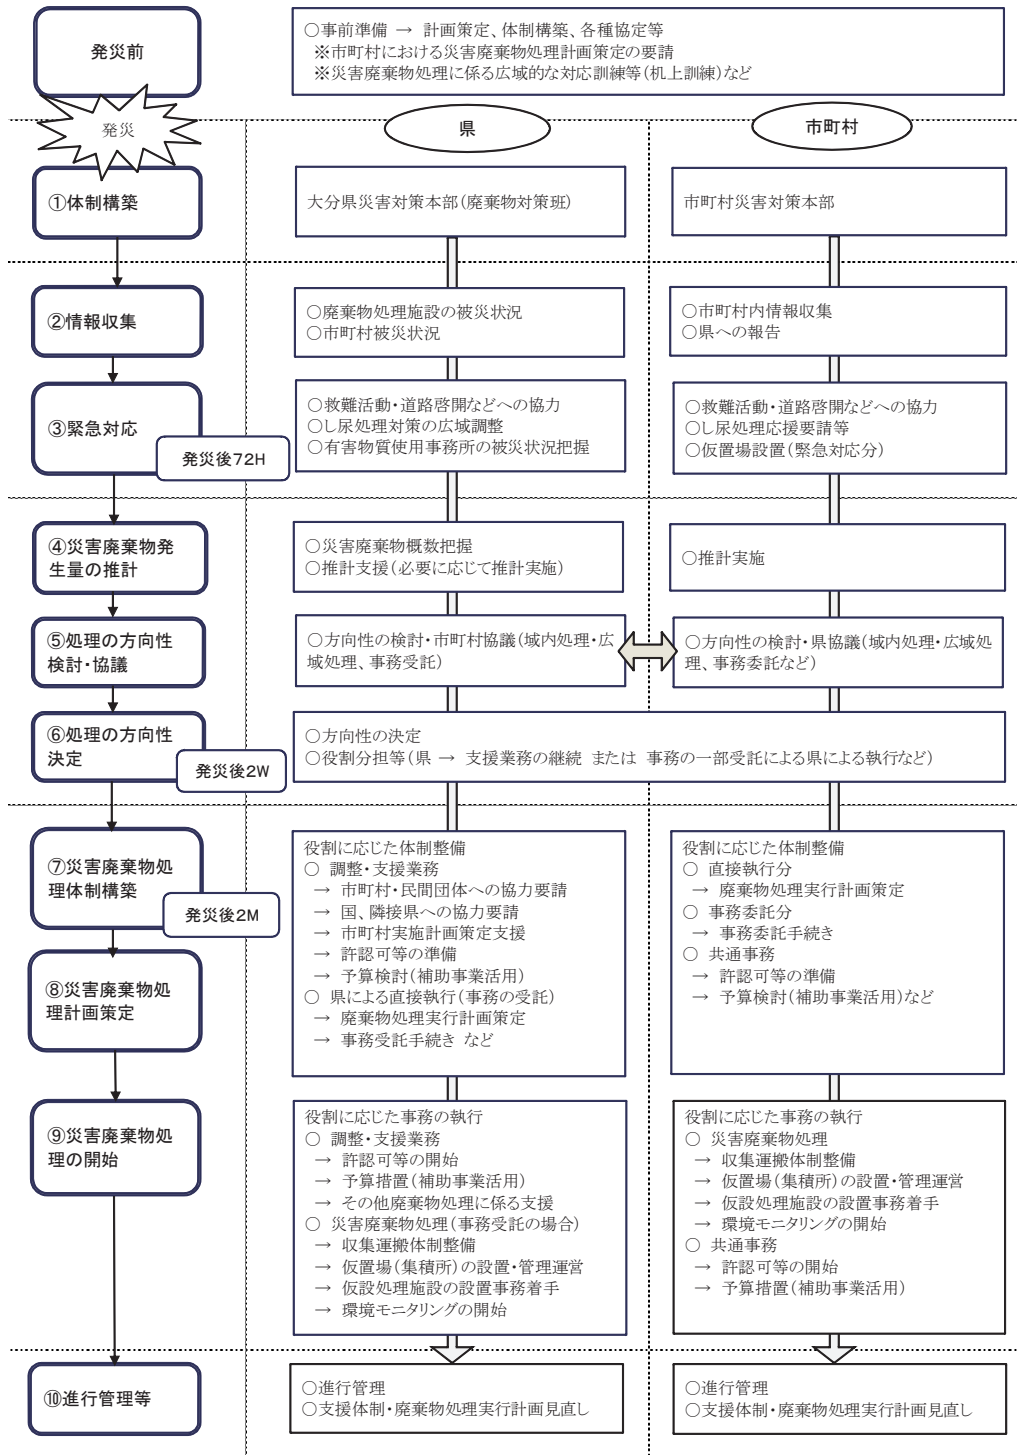 発災前
○事前準備 → 計画策定、体制構築、各種協定等
※市町村における災害廃棄物処理計画策定の要請
※災害廃棄物処理に係る広域的な対応訓練等(机上訓練)など
発災
県
市町村
①体制構築
大分県災害対策本部(廃棄物対策班)
市町村災害対策本部
②情報収集
○廃棄物処理施設の被災状況
○市町村被災状況
○市町村内情報収集
○県への報告
③緊急対応
発災後72H
○救難活動・道路啓開などへの協力
○し尿処理対策の広域調整
○有害物質使用事務所の被災状況把握
○救難活動・道路啓開などへの協力
○し尿処理応援要請等
○仮置場設置(緊急対応分)
④災害廃棄物発
生量の推計
○災害廃棄物概数把握
○推計支援(必要に応じて推計実施)
○推計実施
⑤処理の方向性
検討・協議
○方向性の検討・市町村協議(域内処理・広
域処理、事務受託)
○方向性の検討・県協議(域内処理・広域処
理、事務委託など)
⑥処理の方向性
決定
発災後2W
○方向性の決定
○役割分担等(県 → 支援業務の継続 または 事務の一部受託による県による執行など)
⑦災害廃棄物処
理体制構築
発災後2M
役割に応じた体制整備
○ 調整・支援業務
→ 市町村・民間団体への協力要請
→ 国、隣接県への協力要請
→ 市町村実施計画策定支援
→ 許認可等の準備
→ 予算検討(補助事業活用)
○ 県による直接執行(事務の受託)
→ 廃棄物処理実行計画策定
→ 事務受託手続き など
役割に応じた体制整備
○ 直接執行分
→ 廃棄物処理実行計画策定
○ 事務委託分
→ 事務委託手続き
○ 共通事務
→ 許認可等の準備
→ 予算検討(補助事業活用)など
⑧災害廃棄物処
理計画策定
⑨災害廃棄物処
理の開始
役割に応じた事務の執行
○ 調整・支援業務
→ 許認可等の開始
→ 予算措置(補助事業活用)
→ その他廃棄物処理に係る支援
○ 災害廃棄物処理(事務受託の場合)
→ 収集運搬体制整備
→ 仮置場(集積所)の設置・管理運営
→ 仮設処理施設の設置事務着手
→ 環境モニタリングの開始
役割に応じた事務の執行
○ 災害廃棄物処理
→ 収集運搬体制整備
→ 仮置場(集積所)の設置・管理運営
→ 仮設処理施設の設置事務着手
→ 環境モニタリングの開始
○ 共通事務
→ 許認可等の開始
→ 予算措置(補助事業活用)
⑩進行管理等
○進行管理
○支援体制・廃棄物処理実行計画見直し
○進行管理
○支援体制・廃棄物処理実行計画見直し